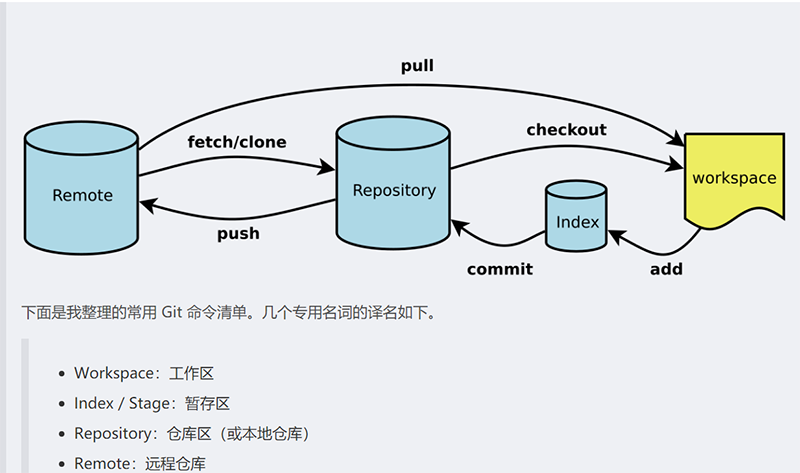 pull
fetch/clone
checkout
Remote
Repository
workspace
Index
push
commit
add
下面是我整理的常用 Git 命令清单。几个专用名词的译名如下。
Workspace：工作区
Index / Stage：暂存区
Repository：仓库区（或本地仓库）
Remote：远程仓库